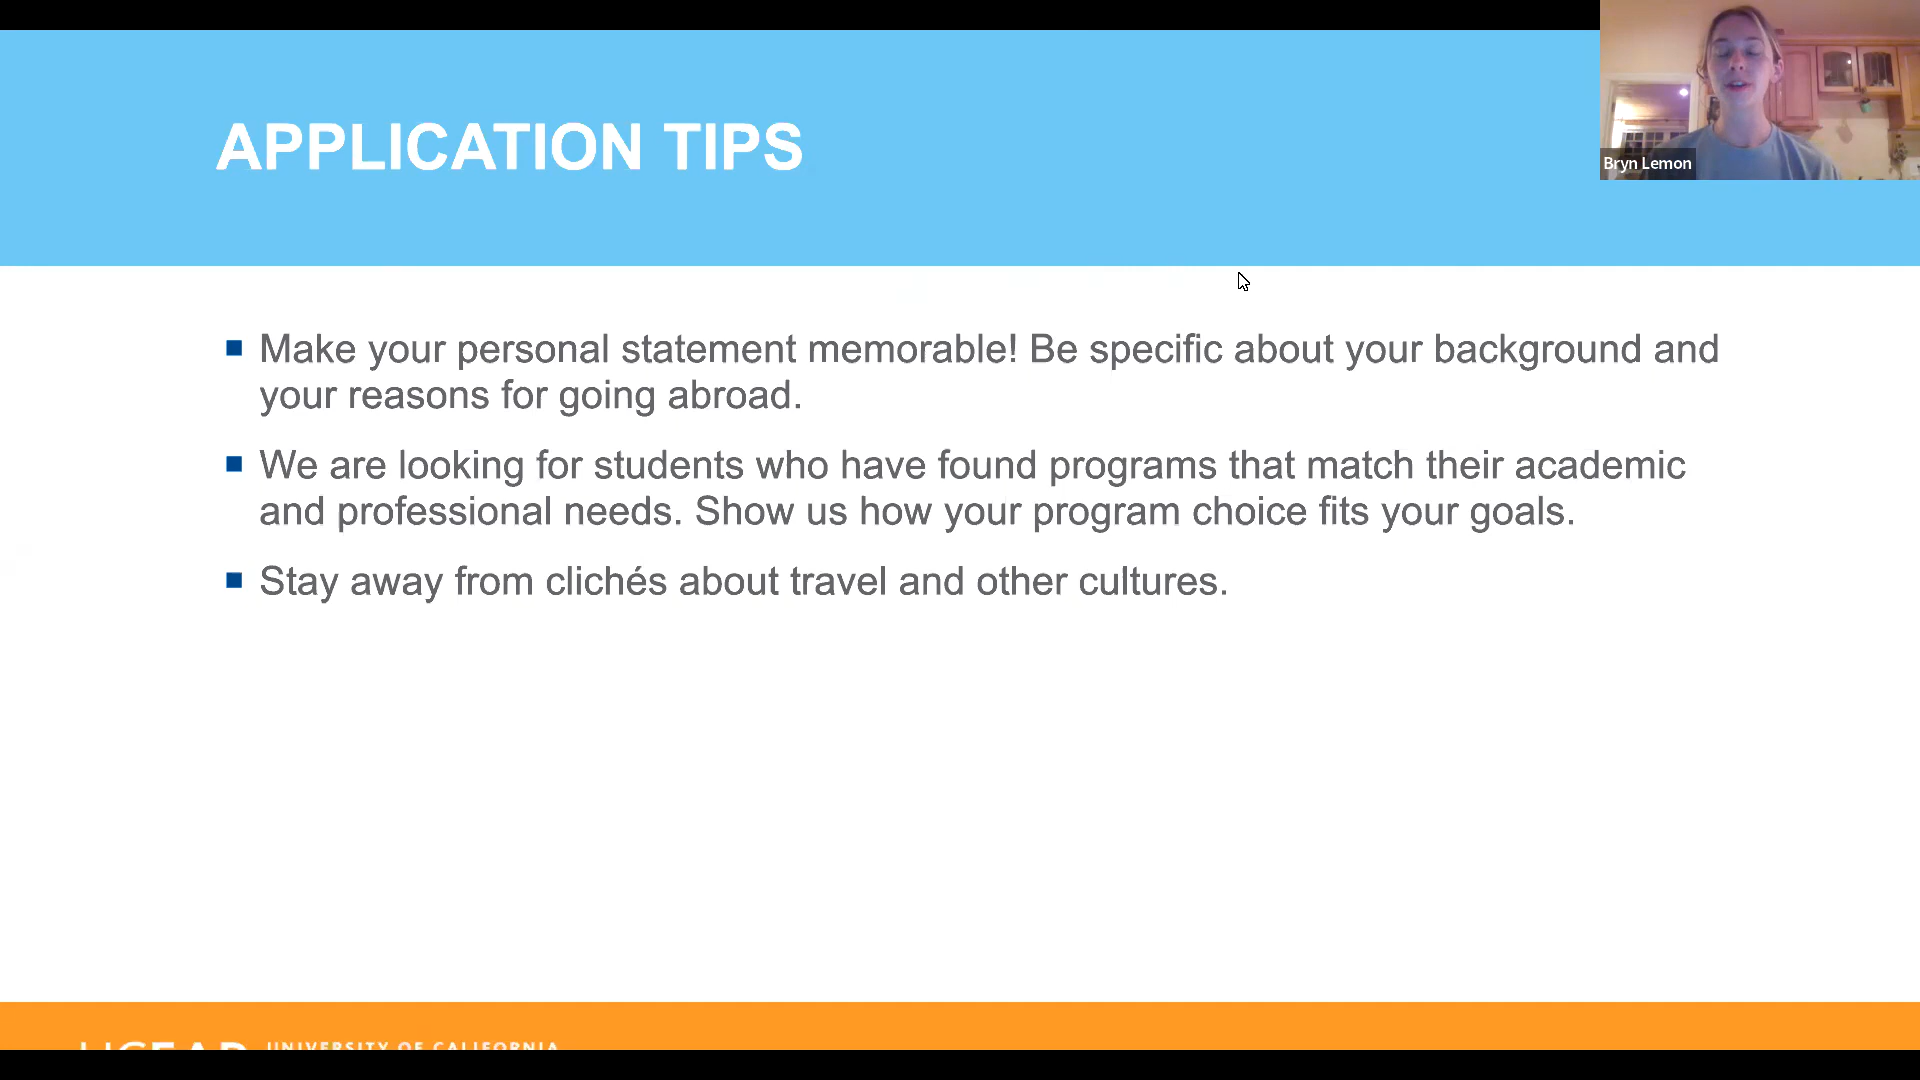 APPLICATION TIPS
Bryn Lemon
Make your personal statement memorable! Be specific about your background and
your reasons for going abroad.
We are looking for students who have found programs that match their academic
and professional needs. Show us how your program choice fits your goals.
Stay away from clichés about travel and other cultures.
UCEAP UNIVERSITY OF CALIFORNIA